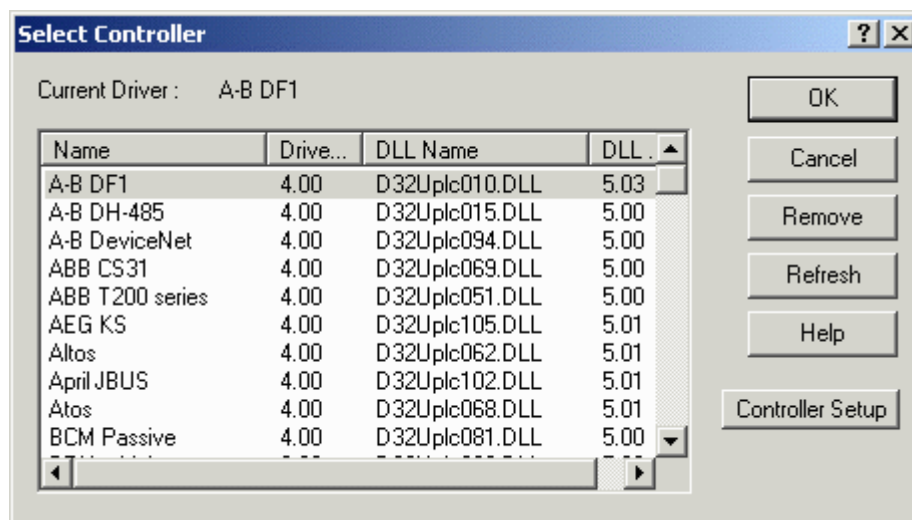 Select Controller
Current Driver : A-B DF1
OK
Cancel
Remove
Refresh
Help
Controller Setup
Name Drive... DLL Name DLL .
A-B DF1 4.00 D32Uplc010.DLL 5.03
A-B DH-485 4.00 D32Uplc015.DLL 5.00
A-B DeviceNet 4.00 D32Uplc094.DLL 5.00
ABB CS31 4.00 D32Uplc069.DLL 5.00
ABB T200 series 4.00 D32Uplc051.DLL 5.00
AEG KS 4.00 D32Uplc105.DLL 5.01
Altos 4.00 D32Uplc062.DLL 5.01
April JBUS 4.00 D32Uplc102.DLL 5.01
Atos 4.00 D32Uplc068.DLL 5.01
BCM Passive 4.00 D32Uplc081.DLL 5.00